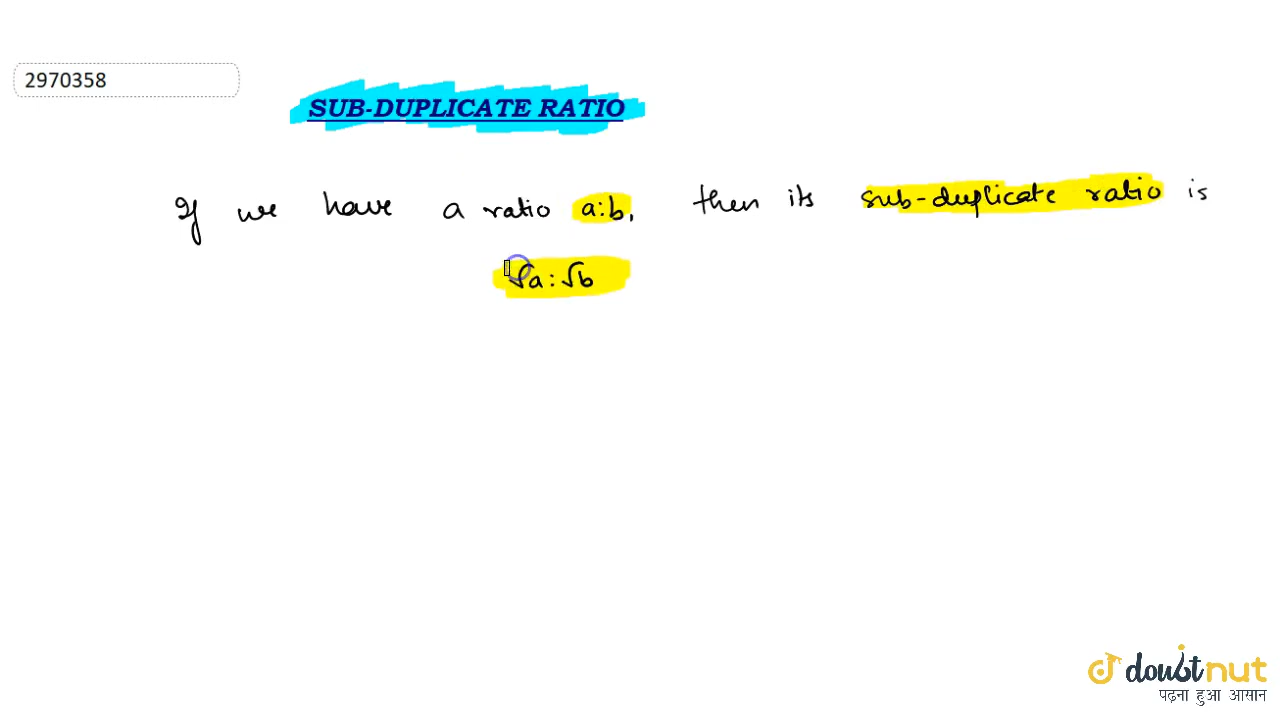 2970358
SUB-DUPLICATE RATIO
If we have a ratio a:b, then its sub-duplicate ratio is
√a:√b
doubtnut
पढ़ना हुआ आसान